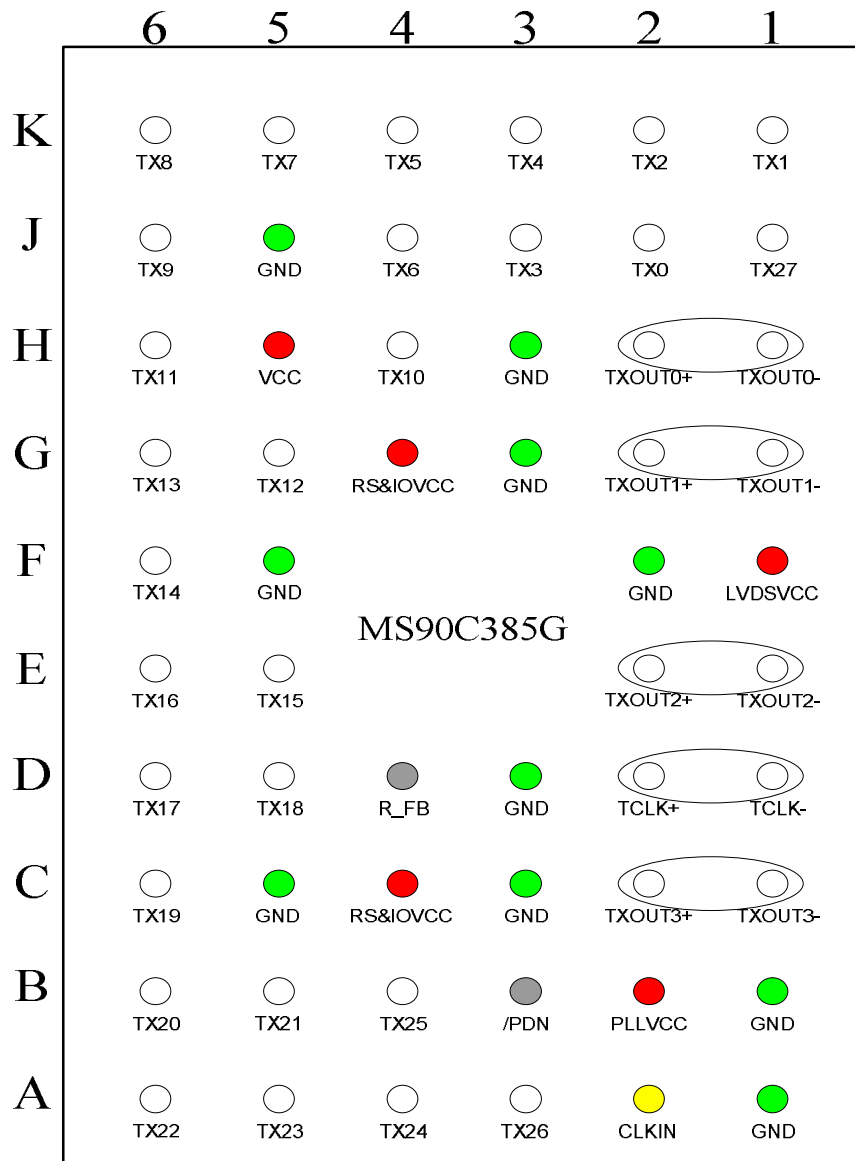 6 5 4 3 2 1
K
TX8 TX7 TX5 TX4 TX2 TX1
J
TX9 GND TX6 TX3 TX0 TX27
H
TX11 VCC TX10 GND TXOUT0+ TXOUT0-
G
TX13 TX12 RS&IOVCC GND TXOUT1+ TXOUT1-
F
TX14 GND GND LVDSVCC
MS90C385G
E
TX16 TX15 TXOUT2+ TXOUT2-
D
TX17 TX18 R_FB GND TCLK+ TCLK-
C
TX19 GND RS&IOVCC GND TXOUT3+ TXOUT3-
B
TX20 TX21 TX25 /PDN PLLVCC GND
A
TX22 TX23 TX24 TX26 CLKIN GND